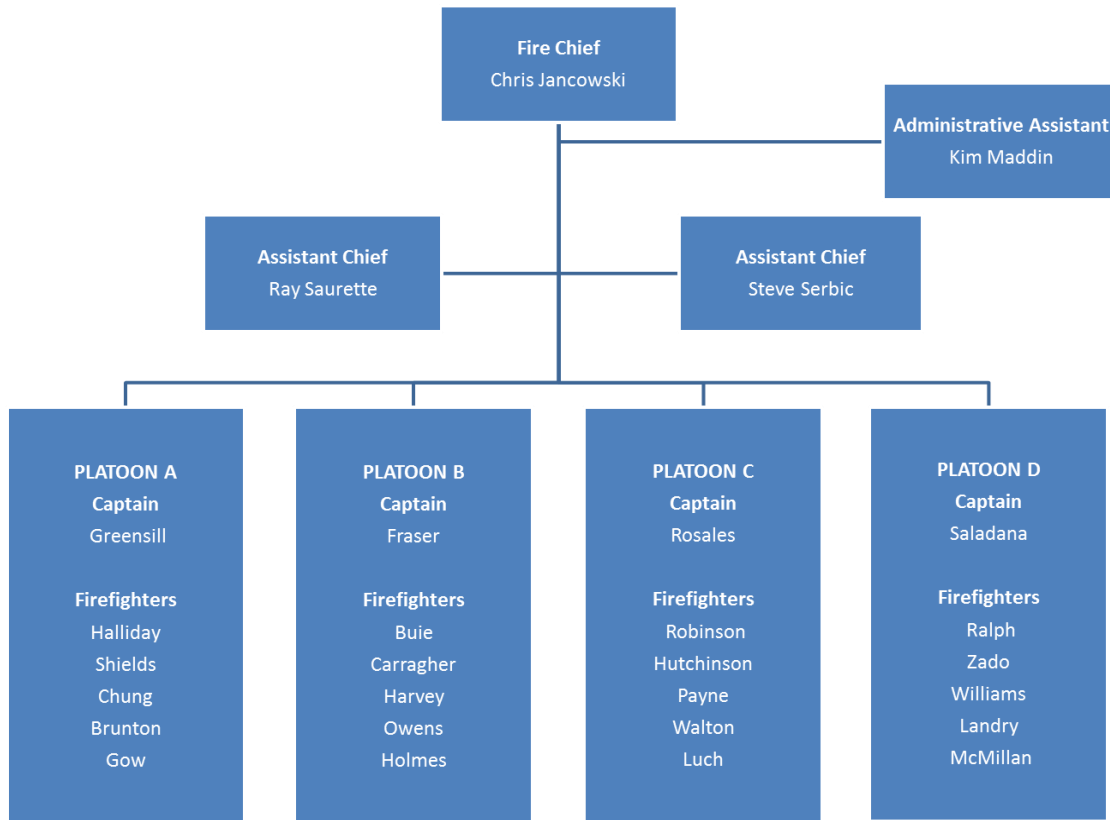 Fire Chief
Chris Jancowski
Administrative Assistant
Kim Maddin
Assistant Chief
Ray Saurette
Assistant Chief
Steve Serbic
PLATOON A
Captain
Greensill
Firefighters
Halliday
Shields
Chung
Brunton
Gow
PLATOON B
Captain
Fraser
Firefighters
Buie
Carragher
Harvey
Owens
Holmes
PLATOON C
Captain
Rosales
Firefighters
Robinson
Hutchinson
Payne
Walton
Luch
PLATOON D
Captain
Saladana
Firefighters
Ralph
Zado
Williams
Landry
McMillan